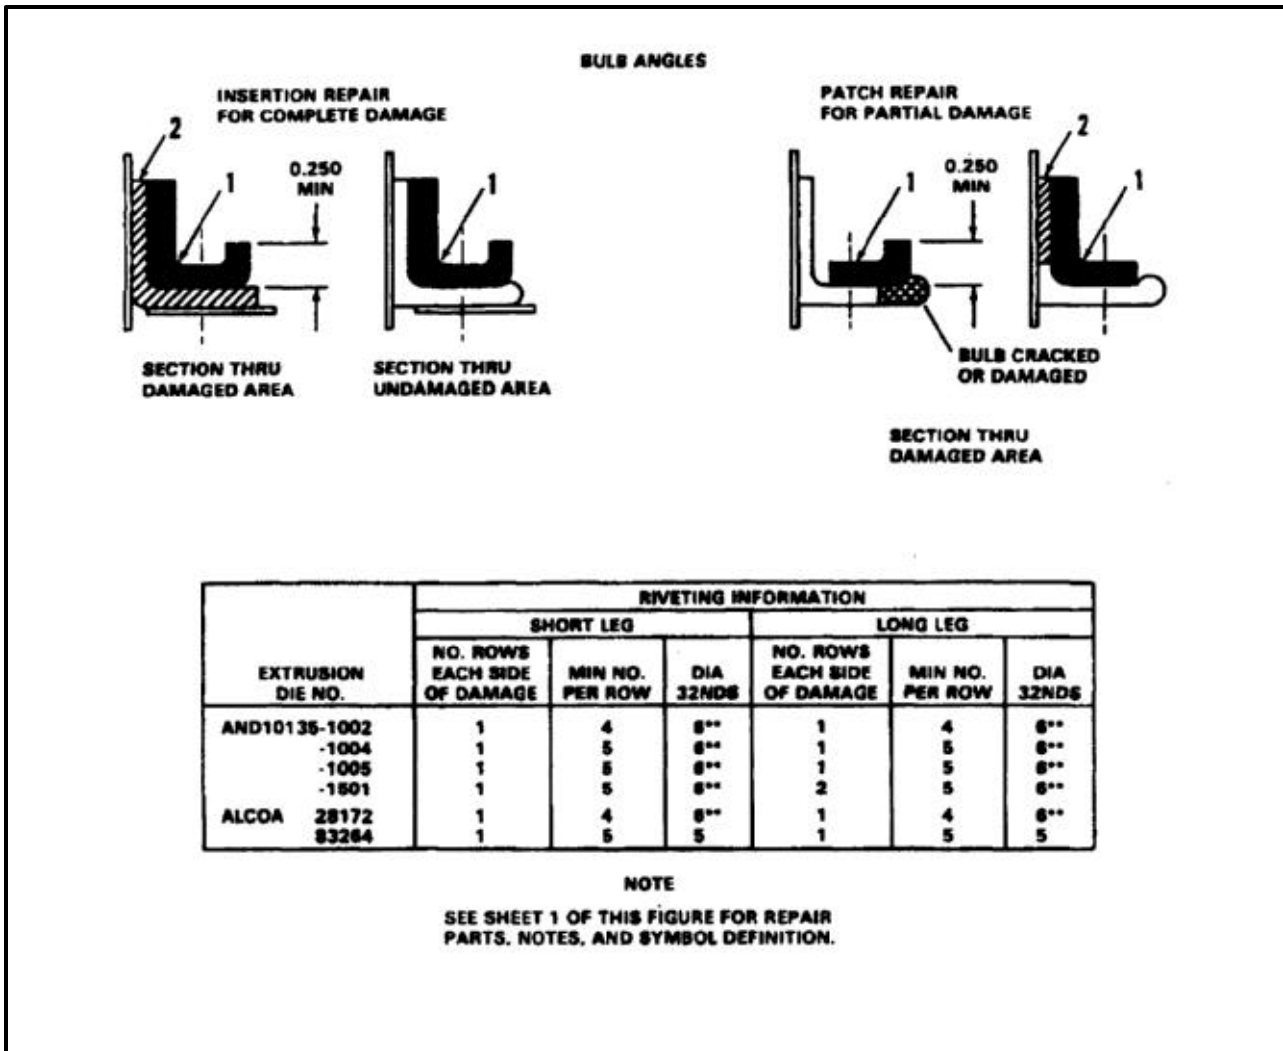 BULB ANGLES
INSERTION REPAIR
FOR COMPLETE DAMAGE
2
1
0.250
MIN
1
SECTION THRU
DAMAGED AREA
SECTION THRU
UNDAMAGED AREA
PATCH REPAIR
FOR PARTIAL DAMAGE
2
1
0.250
MIN
1
BULB CRACKED
OR DAMAGED
SECTION THRU
DAMAGED AREA
RIVETING INFORMATION
SHORT LEG LONG LEG
EXTRUSION
DIE NO.
NO. ROWS
EACH SIDE
OF DAMAGE
MIN NO.
PER ROW
DIA
32NDS
NO. ROWS
EACH SIDE
OF DAMAGE
MIN NO.
PER ROW
DIA
32NDS
AND10135-1002 1 4 6** 1 4 6**
-1004 1 5 6** 1 5 6**
-1005 1 5 6** 1 5 6**
-1501 1 5 6** 2 5 6**
ALCOA 28172 1 4 6** 1 4 6**
83264 1 5 5 1 5 5
NOTE
SEE SHEET 1 OF THIS FIGURE FOR REPAIR
PARTS, NOTES, AND SYMBOL DEFINITION.